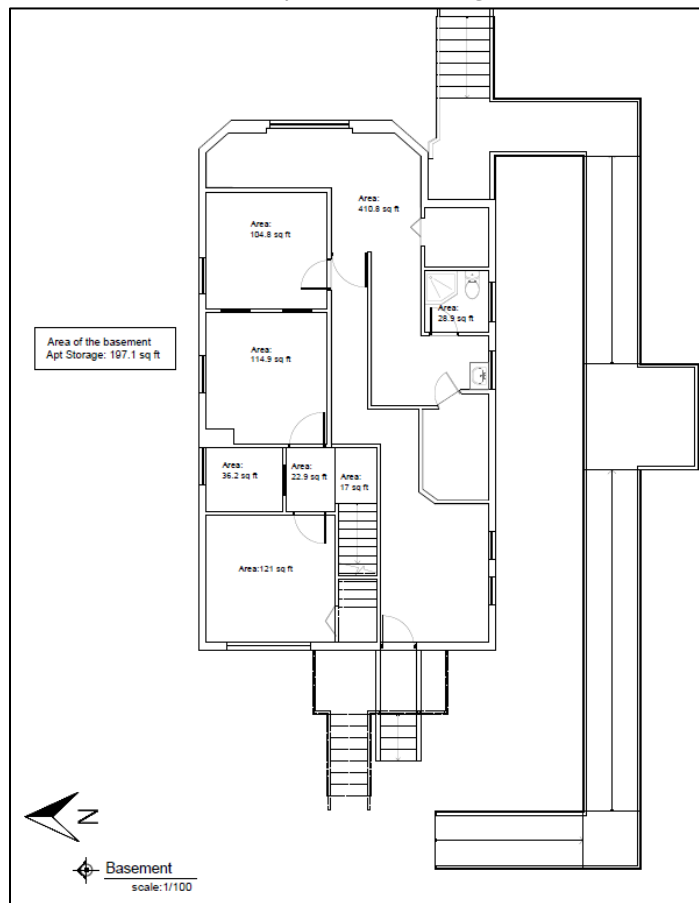 Area:
410.8 sq ft
Area:
104.8 sq ft
Area:
28.9 sq ft
Area of the basement
Apt Storage: 197.1 sq ft
Area:
114.9 sq ft
Area:
36.2 sq ft
Area:
22.9 sq ft
Area:
17 sq ft
Area:121 sq ft
N
Basement
scale:1/100